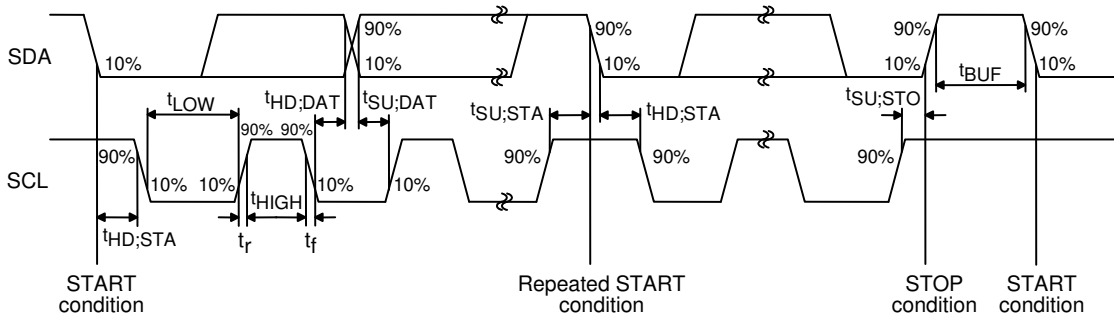 90% 90% 90% 90%
SDA
10% 10% 10% 10% 10%
tLOW tHD;DAT tSU;DAT tSU;STA tHD;STA tSU;STO tBUF
90% 90% 90% 90% 90% 90%
SCL
10% 10% 10% 10%
tHD;STA tr tHIGH tf
START condition
Repeated START condition
STOP condition
START condition